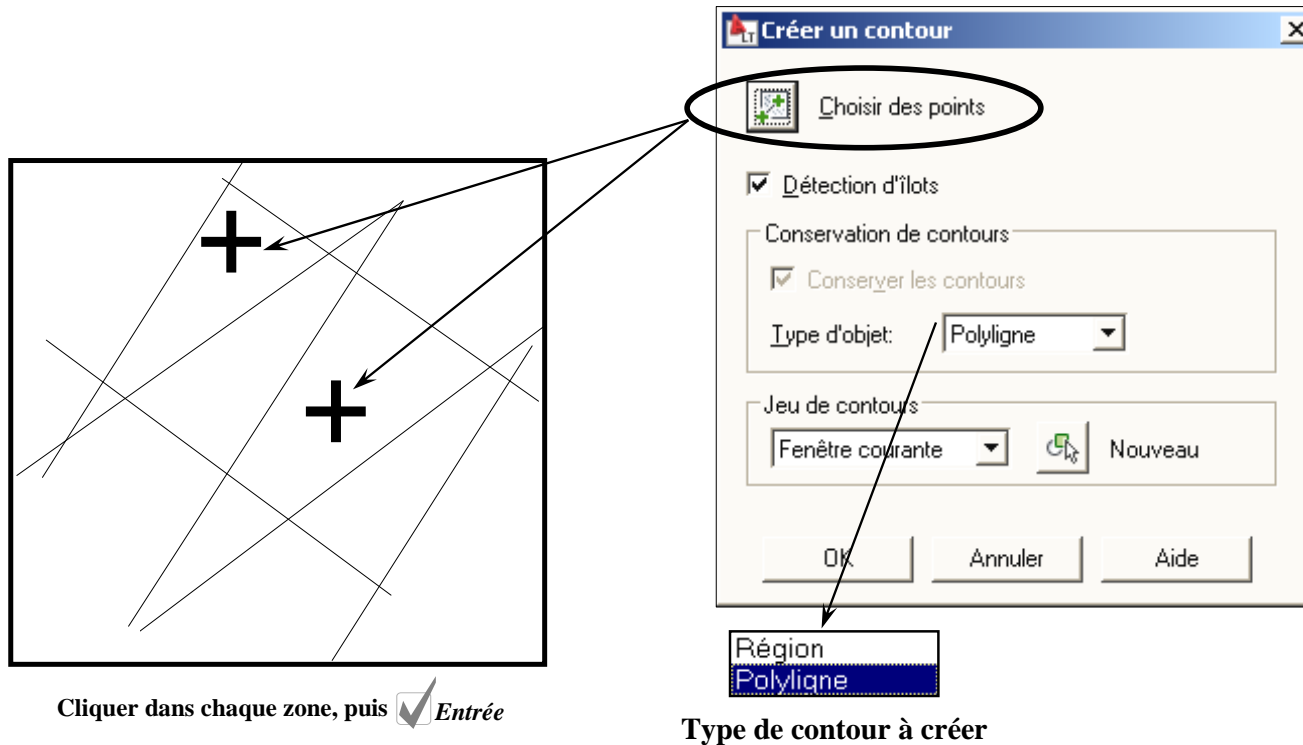 LT Créer un contour
Choisir des points
Détection d'îlots
Conservation de contours
Conserver les contours
Type d'objet: Polyligne
Jeu de contours
Fenêtre courante Nouveau
OK Annuler Aide
Région
Polyligne
Cliquer dans chaque zone, puis Entrée
Type de contour à créer